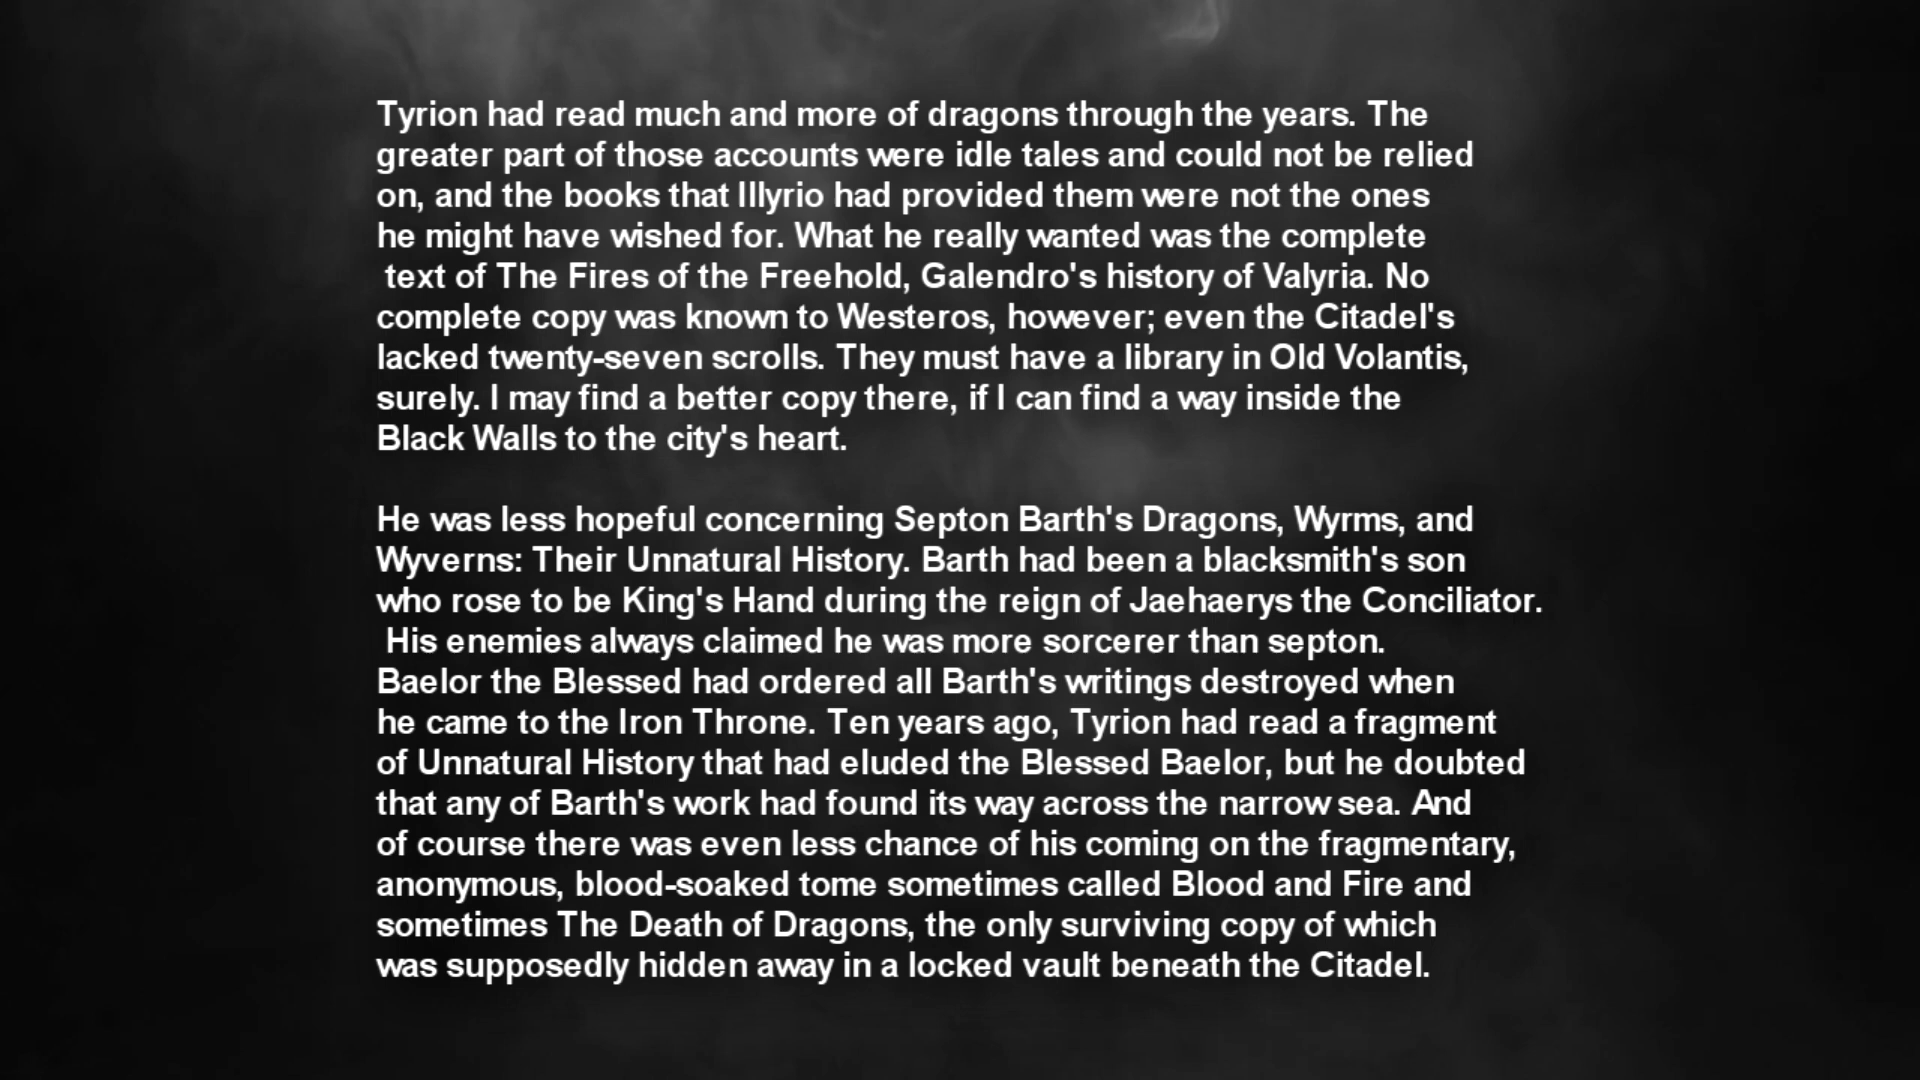 Tyrion had read much and more of dragons through the years. The
greater part of those accounts were idle tales and could not be relied
on, and the books that Illyrio had provided them were not the ones
he might have wished for. What he really wanted was the complete
text of The Fires of the Freehold, Galendro's history of Valyria. No
complete copy was known to Westeros, however; even the Citadel's
lacked twenty-seven scrolls. They must have a library in Old Volantis,
surely. I may find a better copy there, if I can find a way inside the
Black Walls to the city's heart.

He was less hopeful concerning Septon Barth's Dragons, Wyrms, and
Wyverns: Their Unnatural History. Barth had been a blacksmith's son
who rose to be King's Hand during the reign of Jaehaerys the Conciliator.
His enemies always claimed he was more sorcerer than septon.
Baelor the Blessed had ordered all Barth's writings destroyed when
he came to the Iron Throne. Ten years ago, Tyrion had read a fragment
of Unnatural History that had eluded the Blessed Baelor, but he doubted
that any of Barth's work had found its way across the narrow sea. And
of course there was even less chance of his coming on the fragmentary,
anonymous, blood-soaked tome sometimes called Blood and Fire and
sometimes The Death of Dragons, the only surviving copy of which
was supposedly hidden away in a locked vault beneath the Citadel.